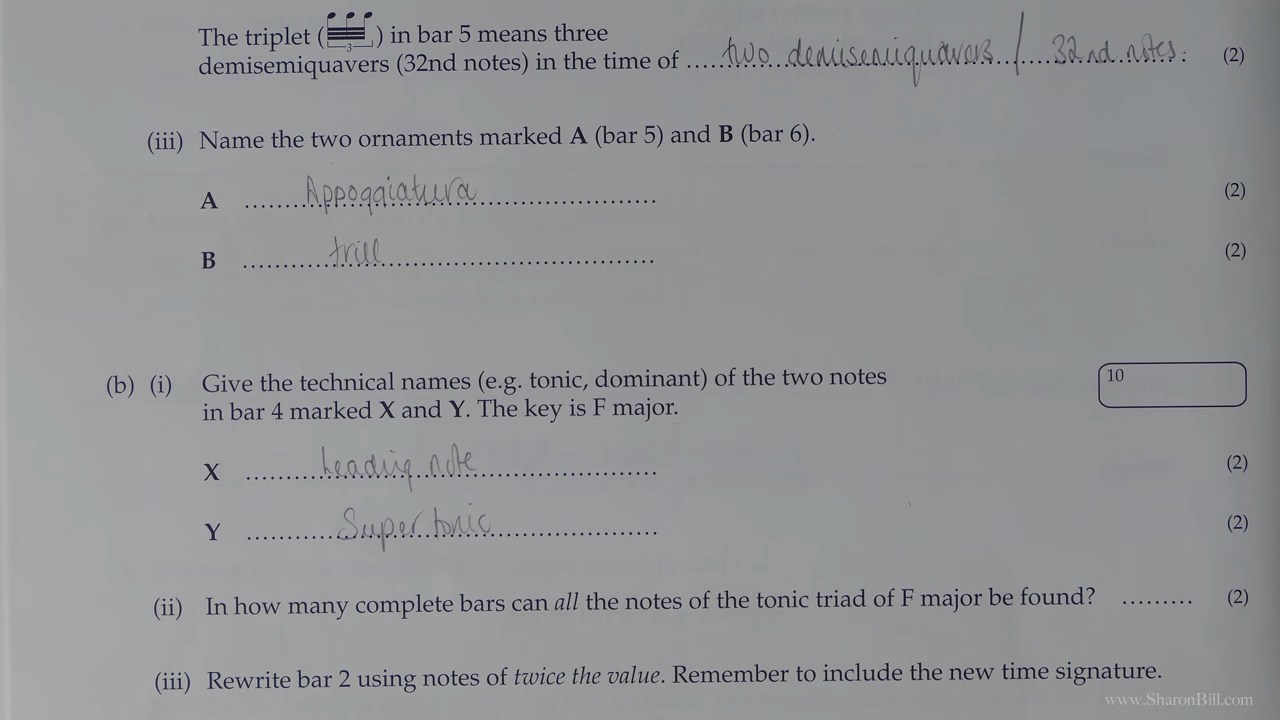 The triplet (3) in bar 5 means three
demisemiquavers (32nd notes) in the time of ......two demisemiquavers / 32nd notes. (2)
(iii) Name the two ornaments marked A (bar 5) and B (bar 6).
A ......Appoggiatura...... (2)
B ......trill...... (2)
10
(b) (i) Give the technical names (e.g. tonic, dominant) of the two notes
in bar 4 marked X and Y. The key is F major.
X ......Leading note...... (2)
Y ......Supertonic...... (2)
(ii) In how many complete bars can all the notes of the tonic triad of F major be found? ......... (2)
(iii) Rewrite bar 2 using notes of twice the value. Remember to include the new time signature.
www.SharonBill.com